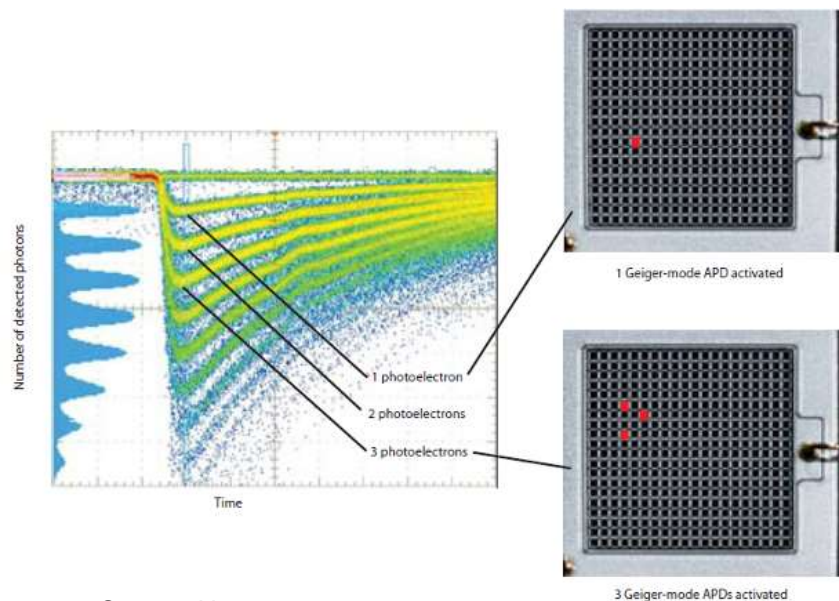 Number of detected photons
1 photoelectron
2 photoelectrons
3 photoelectrons
Time
1 Geiger-mode APD activated
3 Geiger-mode APDs activated